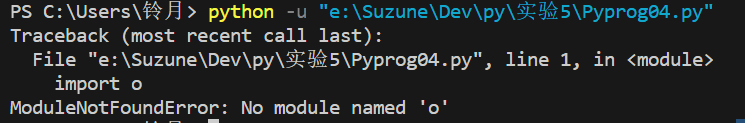 PS C:\Users\铃月> python -u "e:\Suzune\Dev\py\实验5\Pyprog04.py"
Traceback (most recent call last):
  File "e:\Suzune\Dev\py\实验5\Pyprog04.py", line 1, in <module>
    import o
ModuleNotFoundError: No module named 'o'